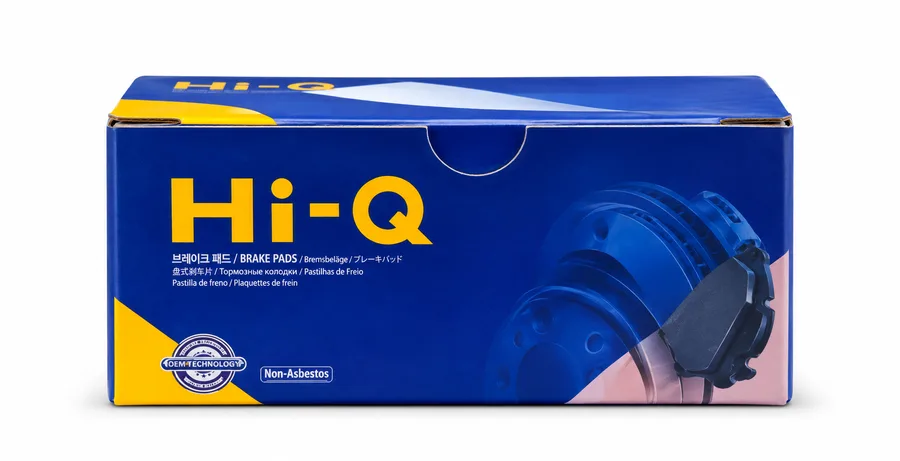 Hi-Q
Hi-Q
브레이크 패드 / BRAKE PADS / Bremsbeläge / ブレーキパッド
盘式刹车片 / Тормозные колодки / Pastilhas de Freio
Pastilla de freno / Plaquettes de frein
OEM-TECHNOLOGY
Non-Asbestos